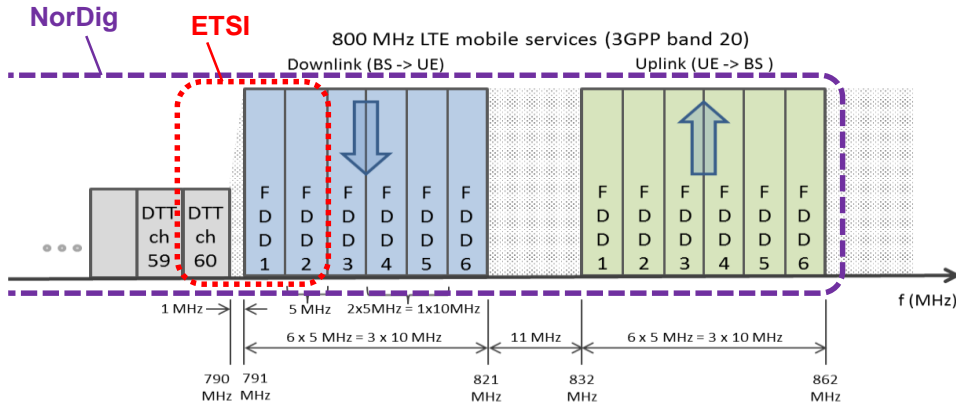 NorDig
ETSI
800 MHz LTE mobile services (3GPP band 20)
Downlink (BS -> UE)
Uplink (UE -> BS )
DTT
ch
59
DTT
ch
60
F
D
D
1
F
D
D
2
F
D
D
3
F
D
D
4
F
D
D
5
F
D
D
6
F
D
D
1
F
D
D
2
F
D
D
3
F
D
D
4
F
D
D
5
F
D
D
6
f (MHz)
1 MHz
5 MHz
2x5MHz = 1x10MHz
6 x 5 MHz = 3 x 10 MHz
11 MHz
6 x 5 MHz = 3 x 10 MHz
790
MHz
791
MHz
821
MHz
832
MHz
862
MHz